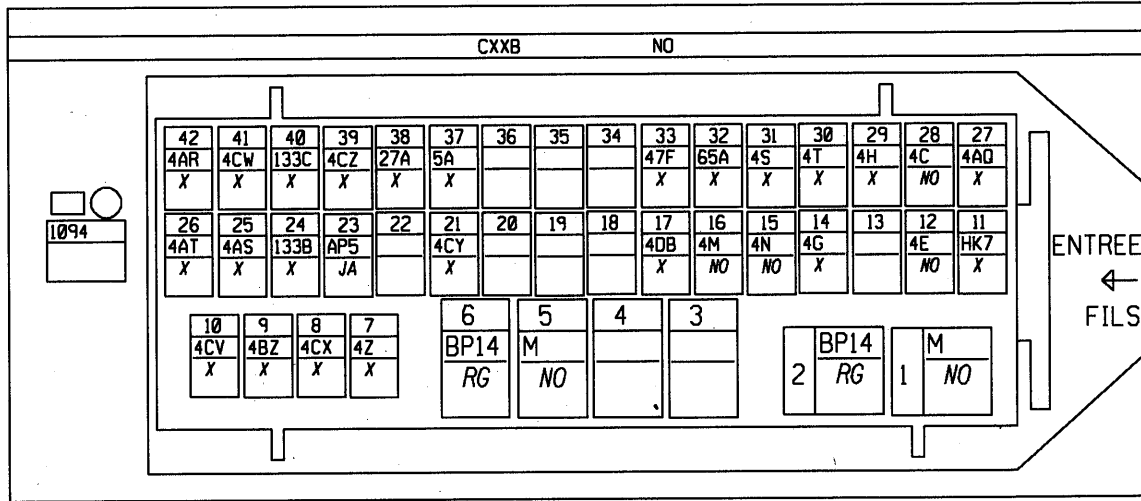 CXXB NO
42 41 40 39 38 37 36 35 34 33 32 31 30 29 28 27
4AR 4CW 133C 4CZ 27A 5A 47F 65A 4S 4T 4H 4C 4AQ
X X X X X X X X X X X NO X
26 25 24 23 22 21 20 19 18 17 16 15 14 13 12 11
4AT 4AS 133B AP5 4CY 4DB 4M 4N 4G 4E HK7
X X X JA X X NO NO X NO X
1094
ENTREE
FILS
6 5 4 3
BP14 M
RG NO
10 9 8 7
4CV 4BZ 4CX 4Z
X X X X
2 BP14 1 M
RG NO